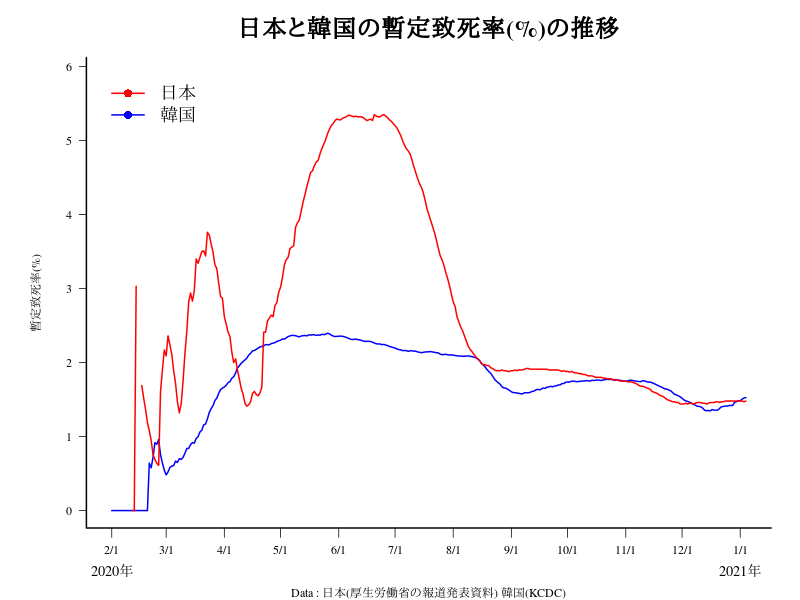 日本と韓国の暫定致死率(%)の推移
日本
韓国
暫定致死率(%)
6
5
4
3
2
1
0
2/1 3/1 4/1 5/1 6/1 7/1 8/1 9/1 10/1 11/1 12/1 1/1
2020年 2021年
Data : 日本(厚生労働省の報道発表資料) 韓国(KCDC)